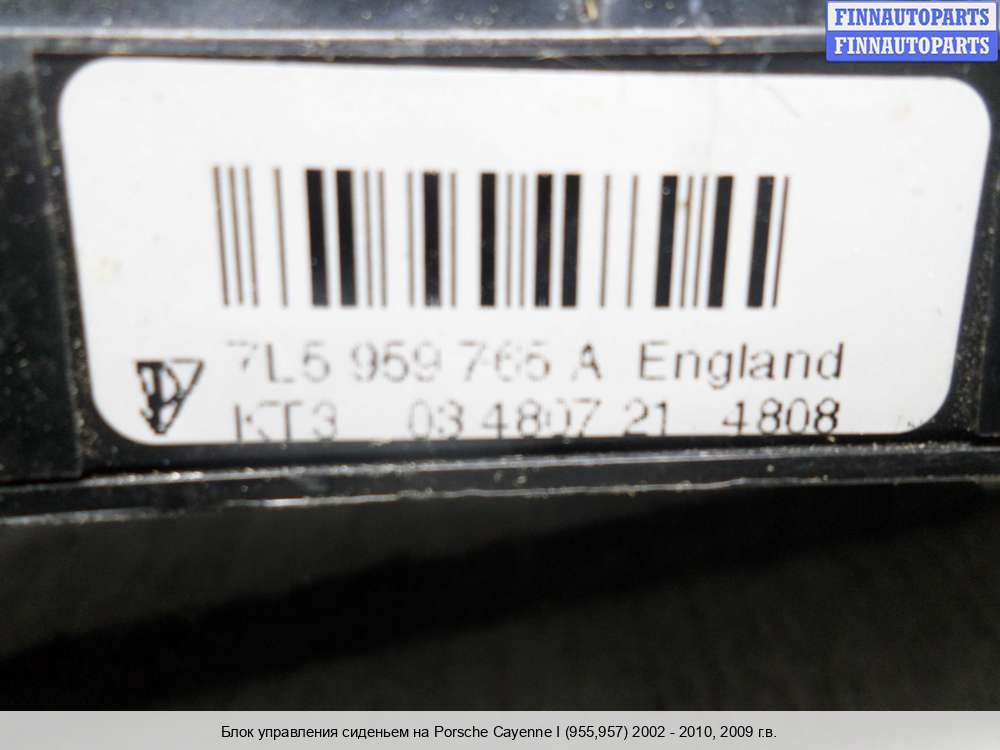 FINNAUTOPARTS
FINNAUTOPARTS
7L5 959 765 A England
KT3 03 4807 21 4808
Блок управления сиденьем на Porsche Cayenne I (955,957) 2002 - 2010, 2009 г.в.